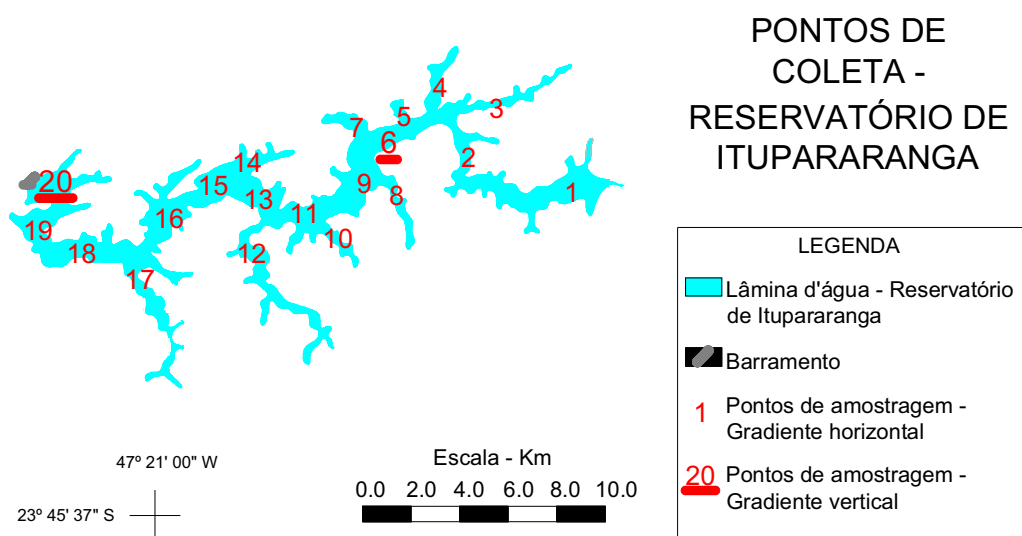 PONTOS DE
COLETA -
RESERVATÓRIO DE
ITUPARARANGA
4
3
5
7
6
2
14
20
15
9
8
1
13
16
11
19
10
18
12
17
LEGENDA
Lâmina d'água - Reservatório
de Itupararanga
Barramento
1 Pontos de amostragem -
Gradiente horizontal
20 Pontos de amostragem -
Gradiente vertical
47º 21' 00" W
23º 45' 37" S
Escala - Km
0.0 2.0 4.0 6.0 8.0 10.0